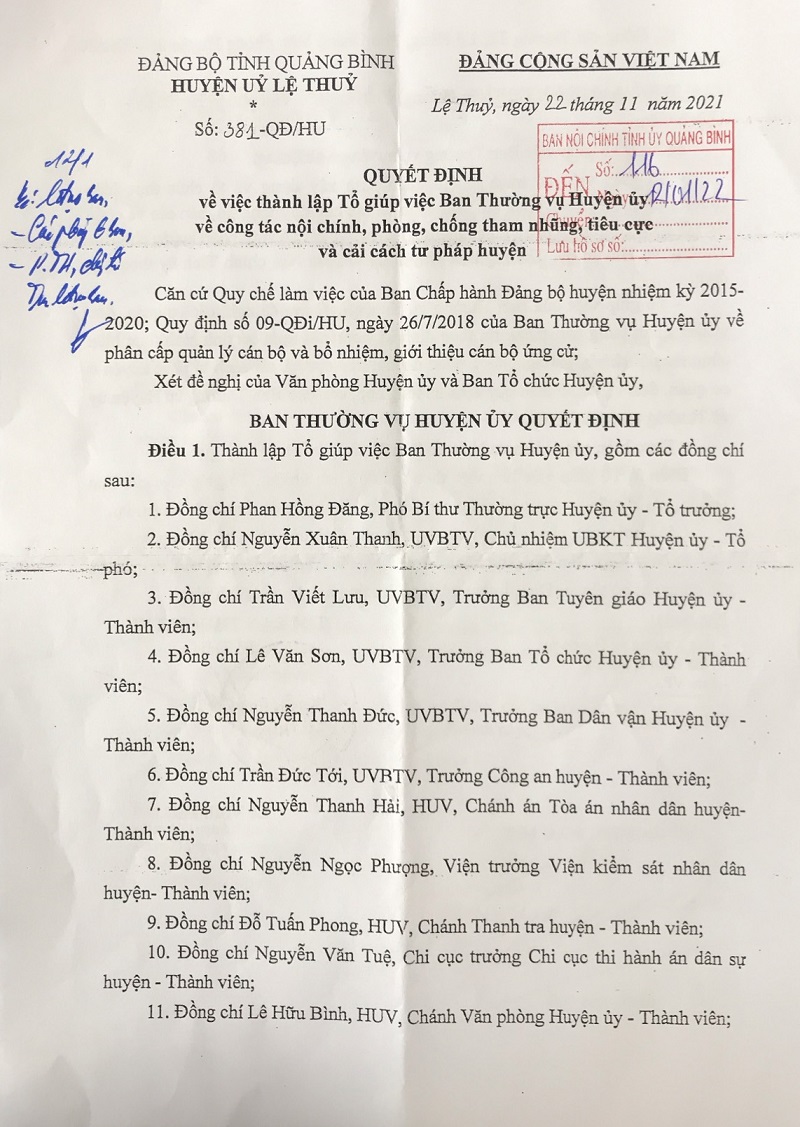 ĐẢNG BỘ TỈNH QUẢNG BÌNH
HUYỆN UỶ LỆ THUỶ
*
Số: 381-QĐ/HU
ĐẢNG CỘNG SẢN VIỆT NAM
Lệ Thuỷ, ngày 22 tháng 11 năm 2021
BAN NỘI CHÍNH TỈNH ỦY QUẢNG BÌNH
ĐẾN
Số: 116
Ngày 12/01/22
Chuyển:
Lưu hồ sơ số:
12/1
QUYẾT ĐỊNH
về việc thành lập Tổ giúp việc Ban Thường vụ Huyện ủy
về công tác nội chính, phòng, chống tham nhũng, tiêu cực
và cải cách tư pháp huyện
Căn cứ Quy chế làm việc của Ban Chấp hành Đảng bộ huyện nhiệm kỳ 2015-
2020; Quy định số 09-QĐi/HU, ngày 26/7/2018 của Ban Thường vụ Huyện ủy về
phân cấp quản lý cán bộ và bổ nhiệm, giới thiệu cán bộ ứng cử;
Xét đề nghị của Văn phòng Huyện ủy và Ban Tổ chức Huyện ủy,
BAN THƯỜNG VỤ HUYỆN ỦY QUYẾT ĐỊNH
Điều 1. Thành lập Tổ giúp việc Ban Thường vụ Huyện ủy, gồm các đồng chí
sau:
1. Đồng chí Phan Hồng Đăng, Phó Bí thư Thường trực Huyện ủy - Tổ trưởng;
2. Đồng chí Nguyễn Xuân Thanh, UVBTV, Chủ nhiệm UBKT Huyện ủy - Tổ
phó;
3. Đồng chí Trần Viết Lưu, UVBTV, Trưởng Ban Tuyên giáo Huyện ủy -
Thành viên;
4. Đồng chí Lê Văn Sơn, UVBTV, Trưởng Ban Tổ chức Huyện ủy - Thành
viên;
5. Đồng chí Nguyễn Thanh Đức, UVBTV, Trưởng Ban Dân vận Huyện ủy -
Thành viên;
6. Đồng chí Trần Đức Tới, UVBTV, Trưởng Công an huyện - Thành viên;
7. Đồng chí Nguyễn Thanh Hải, HUV, Chánh án Tòa án nhân dân huyện-
Thành viên;
8. Đồng chí Nguyễn Ngọc Phượng, Viện trưởng Viện kiểm sát nhân dân
huyện- Thành viên;
9. Đồng chí Đỗ Tuấn Phong, HUV, Chánh Thanh tra huyện - Thành viên;
10. Đồng chí Nguyễn Văn Tuệ, Chi cục trưởng Chi cục thi hành án dân sự
huyện - Thành viên;
11. Đồng chí Lê Hữu Bình, HUV, Chánh Văn phòng Huyện ủy - Thành viên;